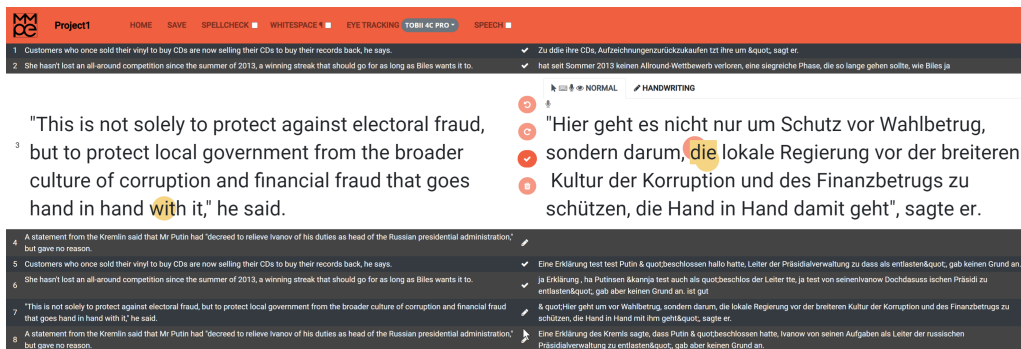 MMPE
Project1 HOME SAVE SPELLCHECK WHITESPACE ¶ EYE TRACKING TOBII 4C PRO SPEECH
1 Customers who once sold their vinyl to buy CDs are now selling their CDs to buy their records back, he says.
Zu ddie ihre CDs, Aufzeichnungenzurückzukaufen tzt ihre um &quot;, sagt er.
2 She hasn't lost an all-around competition since the summer of 2013, a winning streak that should go for as long as Biles wants it to.
hat seit Sommer 2013 keinen Allround-Wettbewerb verloren, eine siegreiche Phase, die so lange gehen sollte, wie Biles ja
NORMAL HANDWRITING
3
"This is not solely to protect against electoral fraud,
but to protect local government from the broader
culture of corruption and financial fraud that goes
hand in hand with it," he said.
"Hier geht es nicht nur um Schutz vor Wahlbetrug,
sondern darum, die lokale Regierung vor der breiteren
Kultur der Korruption und des Finanzbetrugs zu
schützen, die Hand in Hand damit geht", sagte er.
4 A statement from the Kremlin said that Mr Putin had "decreed to relieve Ivanov of his duties as head of the Russian presidential administration,"
but gave no reason.
5 Customers who once sold their vinyl to buy CDs are now selling their CDs to buy their records back, he says.
Eine Erklärung test test Putin & quot;beschlossen hallo hatte, Leiter der Präsidialverwaltung zu dass als entlasten&quot;, gab keinen Grund an.
6 She hasn't lost an all-around competition since the summer of 2013, a winning streak that should go for as long as Biles wants it to.
ja Erklärung , ha Putinsen &kannja test auch als quot;beschlos der Leiter tte, ja test von seinenIvanow Dochdasuss ischen Präsidi zu
entlasten&quot;, gab aber keinen Grund an. ist gut
7 "This is not solely to protect against electoral fraud, but to protect local government from the broader culture of corruption and financial fraud
that goes hand in hand with it," he said.
& quot;Hier geht um vor Wahlbetrug, sondern darum, die lokale Regierung vor der breiteren Kultur der Korruption und des Finanzbetrugs zu
schützen, die Hand in Hand mit ihm geht&quot;, sagte er.
8 A statement from the Kremlin said that Mr Putin had "decreed to relieve Ivanov of his duties as head of the Russian presidential administration,"
but gave no reason.
Eine Erklärung des Kremls sagte, dass Putin & quot;beschlossen hatte, Ivanow von seinen Aufgaben als Leiter der russischen
Präsidialverwaltung zu entlasten&quot;, gab aber keinen Grund an.